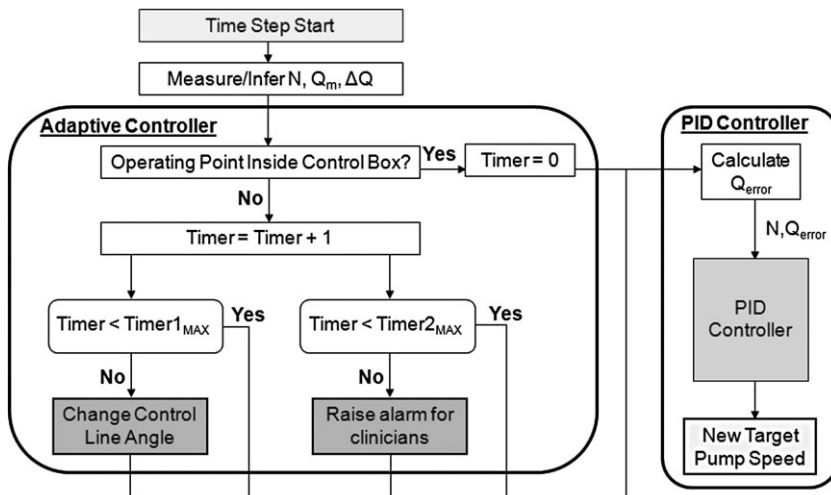 Time Step Start
Measure/Infer N, Qm, ΔQ
Adaptive Controller
Operating Point Inside Control Box?
Yes
Timer = 0
No
Timer = Timer + 1
Timer < Timer1MAX
Yes
Timer < Timer2MAX
Yes
No
No
Change Control
Line Angle
Raise alarm for
clinicians
PID Controller
Calculate
Qerror
N,Qerror
PID
Controller
New Target
Pump Speed